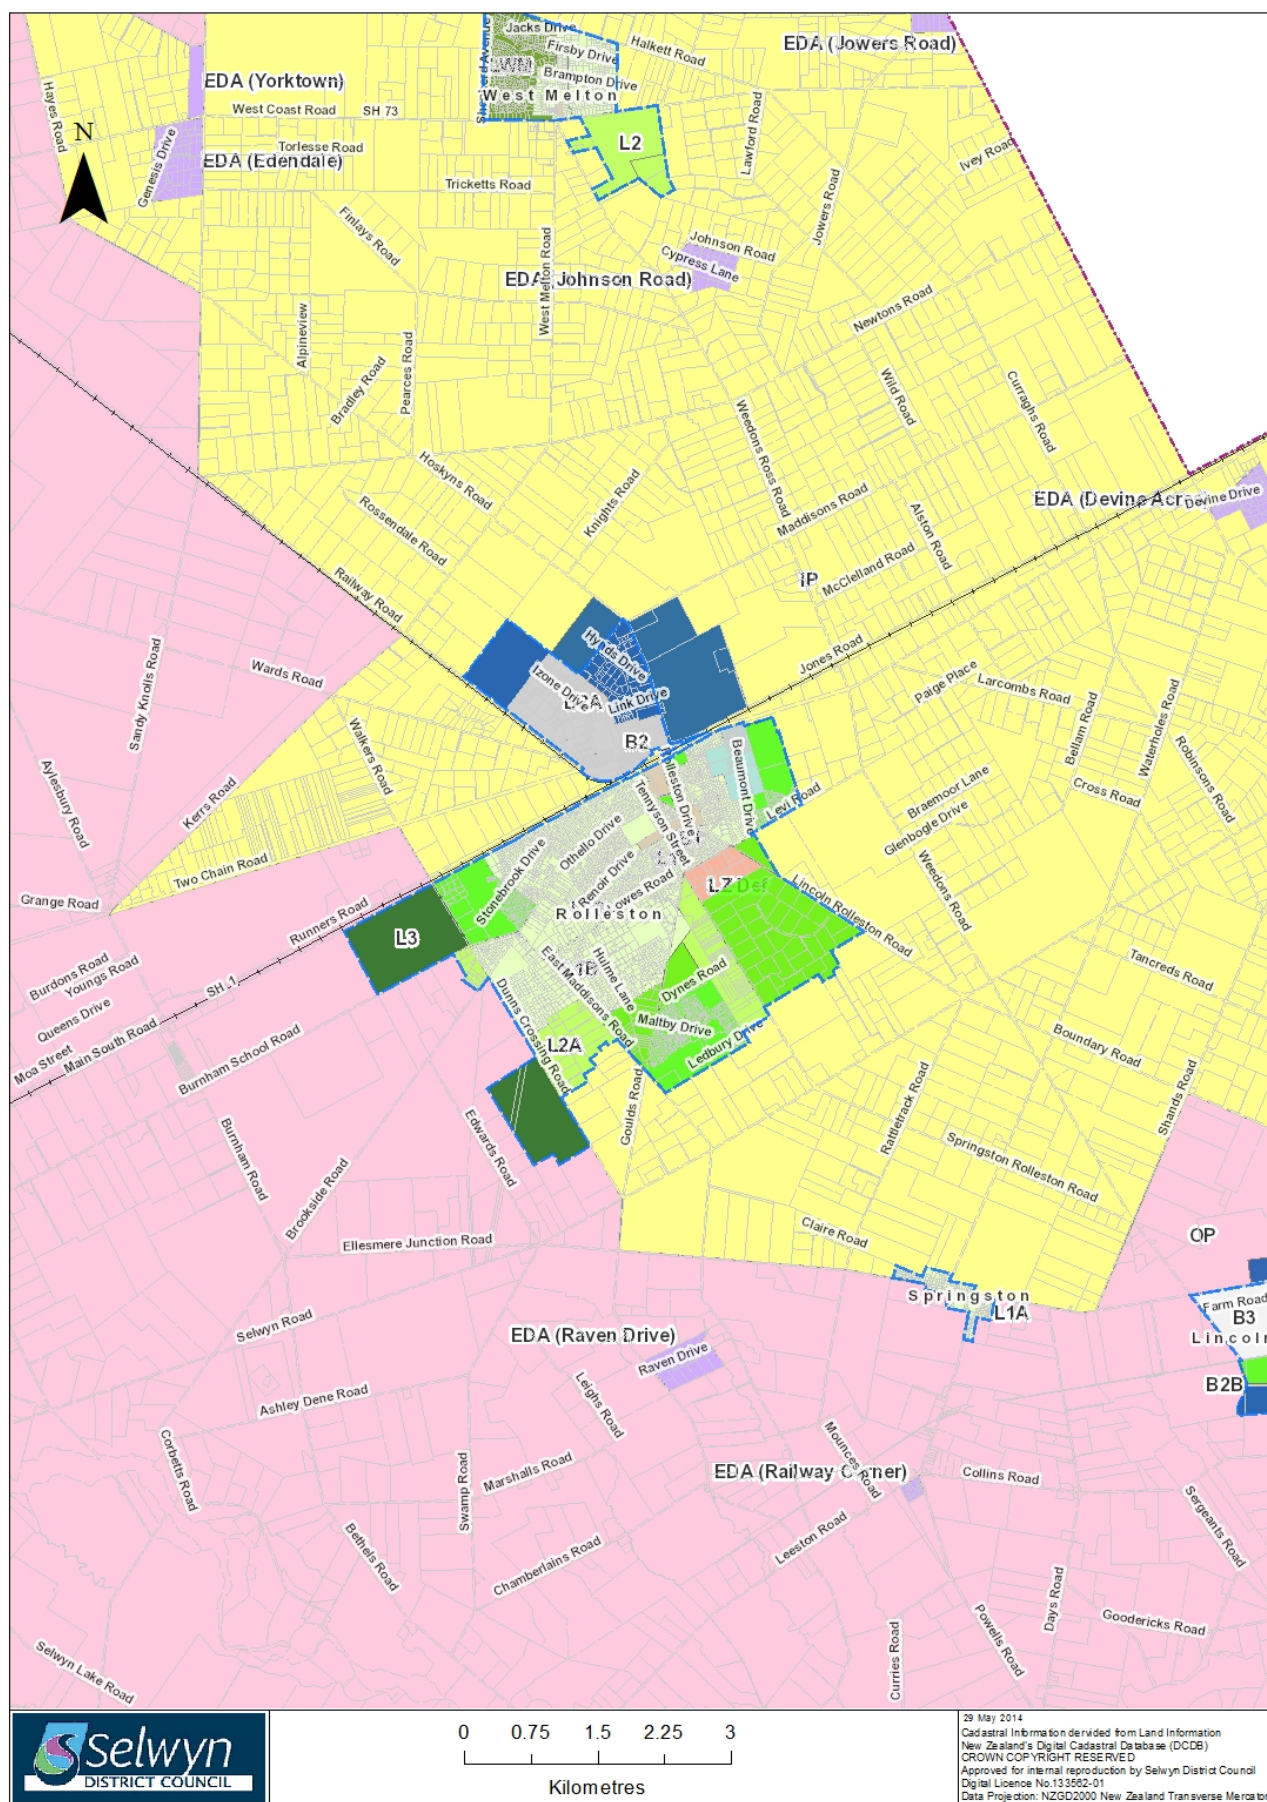 Jacks Drive
EDA (Jowers Road)
Firsby Drive
Halkett Road
Hayes Road
EDA (Yorktown)
LWM
Brampton Drive
West Melton
West Coast Road
SH 73
N
Lawford Road
Genesis Drive
Torlesse Road
L2
Ivey Road
EDA (Edendale)
Tricketts Road
Jowers Road
Finlays Road
Johnson Road
Cypress Lane
EDA (Johnson Road)
West Melton Road
Newtons Road
Alpineview
Pearces Road
Bradley Road
Wild Road
Curraghs Road
Weedons Ross Road
Hoskyns Road
Knights Road
Rossendale Road
Maddisons Road
EDA (Devine Acr
Devine Drive
Alston Road
McClelland Road
IP
Railway Road
Hynds Drive
Jones Road
Wards Road
Izone Drive
Link Drive
Paige Place
Larcombs Road
Sandy Knolls Road
Bellam Road
Waterholes Road
B2
Walkers Road
Robinsons Road
Aylesbury Road
Beaumont Drive
Levi Road
Cross Road
Kerrs Road
Braemoor Lane
Glenbogle Drive
Tennyson Street
Othello Drive
Stonebrook Drive
Renoir Drive
Two Chain Road
LZ Def
Lincoln Rolleston Road
Weedons Road
Grange Road
Runners Road
Rolleston
L3
Burdons Road
Youngs Road
SH 1
East Maddisons Road
Hulme Lane
Dynes Road
Tancreds Road
Queens Drive
Main South Road
Moa Street
Dunns Crossing Road
Maltby Drive
Ledbury Drive
Boundary Road
L2A
Burnham School Road
Goulds Road
Rattletrack Road
Shands Road
Burnham Road
Edwards Road
Brookside Road
Springston Rolleston Road
Ellesmere Junction Road
Claire Road
OP
Springston
L1A
Farm Road
B3
Lincoln
Selwyn Road
EDA (Raven Drive)
Raven Drive
B2B
Ashley Dene Road
Leighs Road
Corbetts Road
Swamp Road
Marshalls Road
Mounces Road
EDA (Railway Corner)
Collins Road
Sergeants Road
Bethels Road
Chamberlains Road
Leeston Road
Days Road
Goodericks Road
Powells Road
Curries Road
Selwyn Lake Road
Selwyn
DISTRICT COUNCIL
0 0.75 1.5 2.25 3
Kilometres
29 May 2014
Cadastral Information dervided from Land Information
New Zealand's Digital Cadastral Database (DCDB)
CROWN COPYRIGHT RESERVED
Approved for internal reproduction by Selwyn District Council
Digital Licence No.133562-01
Data Projection: NZGD2000 New Zealand Transverse Mercator